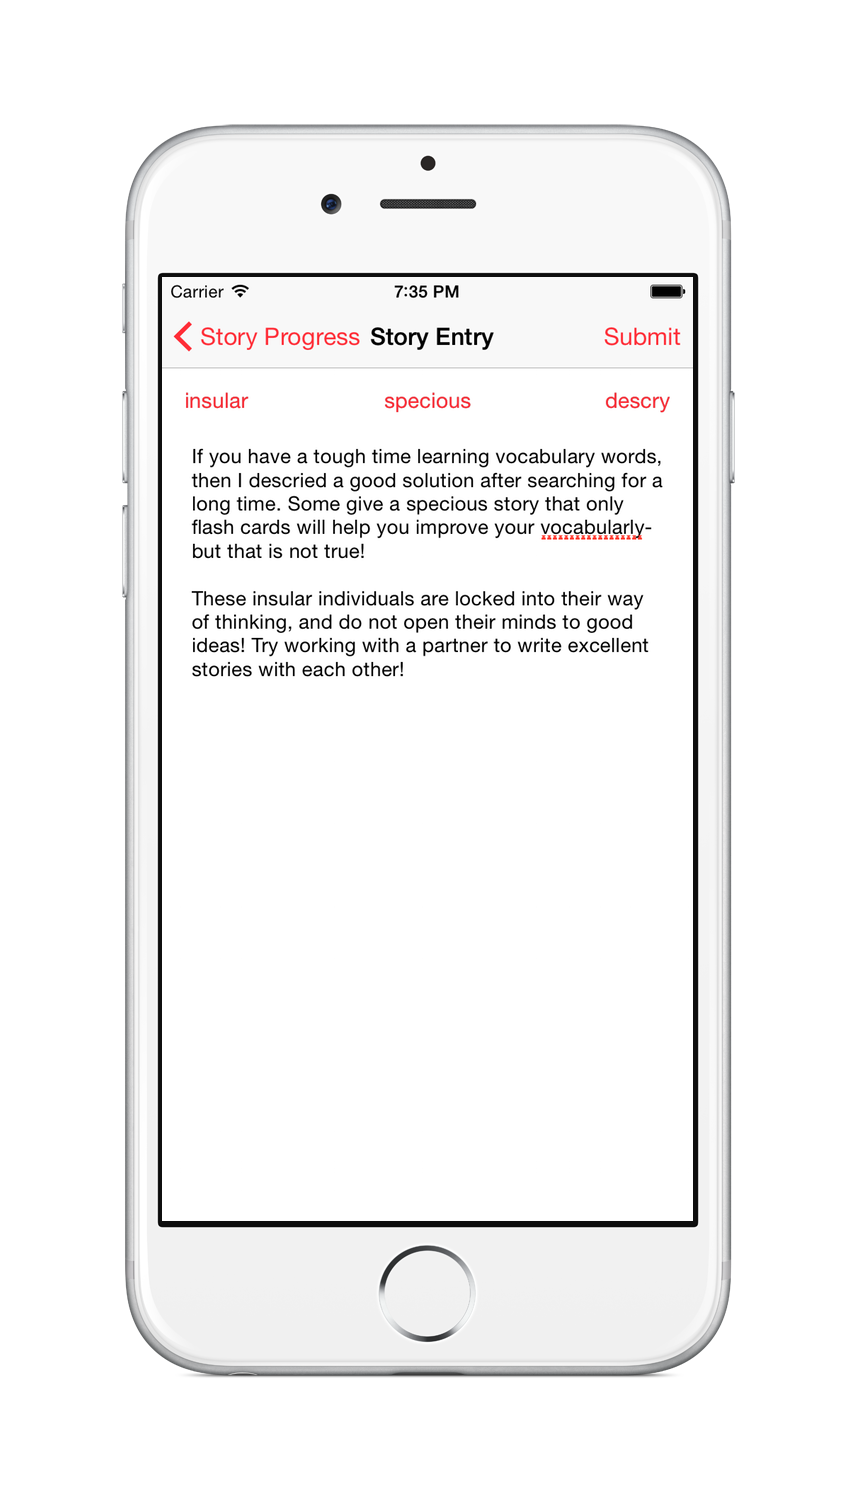 Carrier 7:35 PM
Story Progress Story Entry Submit
insular specious descry
If you have a tough time learning vocabulary words,
then I descried a good solution after searching for a
long time. Some give a specious story that only
flash cards will help you improve your vocabularly-
but that is not true!
These insular individuals are locked into their way
of thinking, and do not open their minds to good
ideas! Try working with a partner to write excellent
stories with each other!